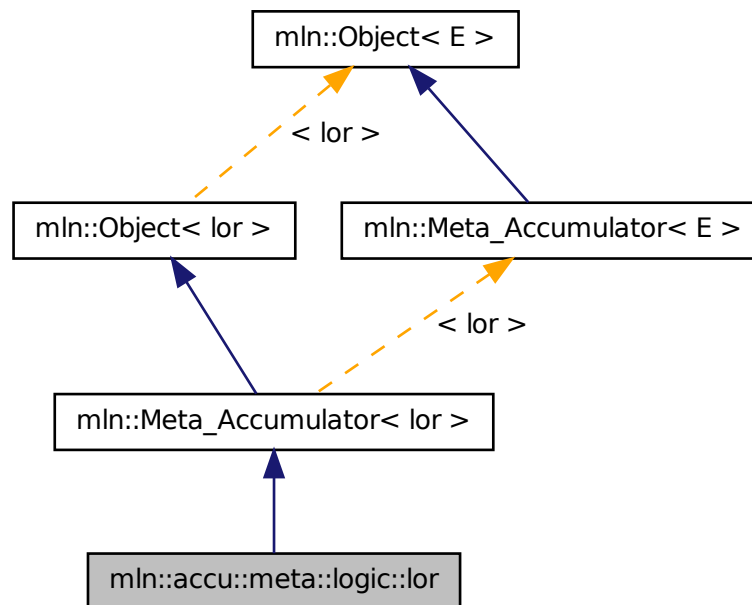 mln::Object< E >
< lor >
mln::Object< lor >
mln::Meta_Accumulator< E >
< lor >
mln::Meta_Accumulator< lor >
mln::accu::meta::logic::lor